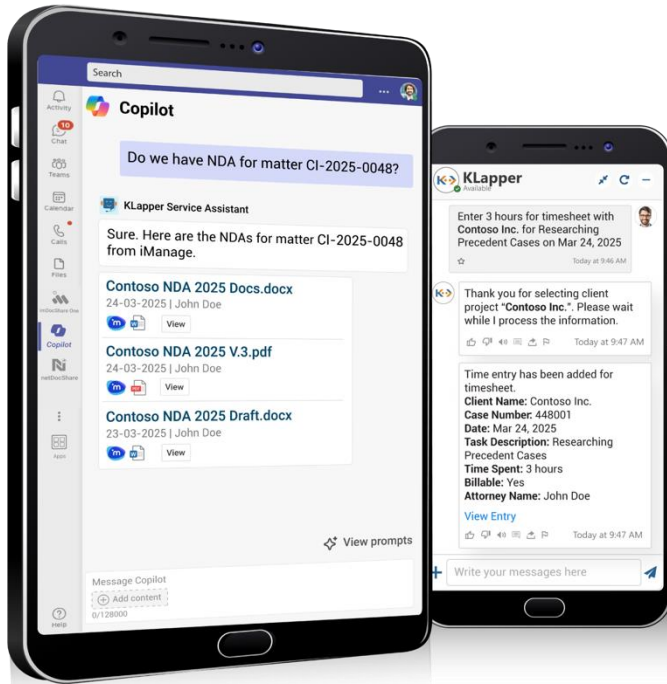 Search
...
Activity
10
Chat
Teams
Calendar
Calls
Files
imDocShare One
Copilot
netDocShare
Apps
Help
Copilot
Do we have NDA for matter CI-2025-0048?
KLapper Service Assistant
Sure. Here are the NDAs for matter CI-2025-0048
from iManage.
Contoso NDA 2025 Docs.docx
24-03-2025 | John Doe
View
Contoso NDA 2025 V.3.pdf
24-03-2025 | John Doe
View
Contoso NDA 2025 Draft.docx
23-03-2025 | John Doe
View
View prompts
Message Copilot
Add content
0/128000
KLapper
Available
Enter 3 hours for timesheet with
Contoso Inc. for Researching
Precedent Cases on Mar 24, 2025
Today at 9:46 AM
Thank you for selecting client
project “Contoso Inc.”. Please wait
while I process the information.
Today at 9:47 AM
Time entry has been added for
timesheet.
Client Name: Contoso Inc.
Case Number: 448001
Date: Mar 24, 2025
Task Description: Researching
Precedent Cases
Time Spent: 3 hours
Billable: Yes
Attorney Name: John Doe
View Entry
Today at 9:47 AM
Write your messages here